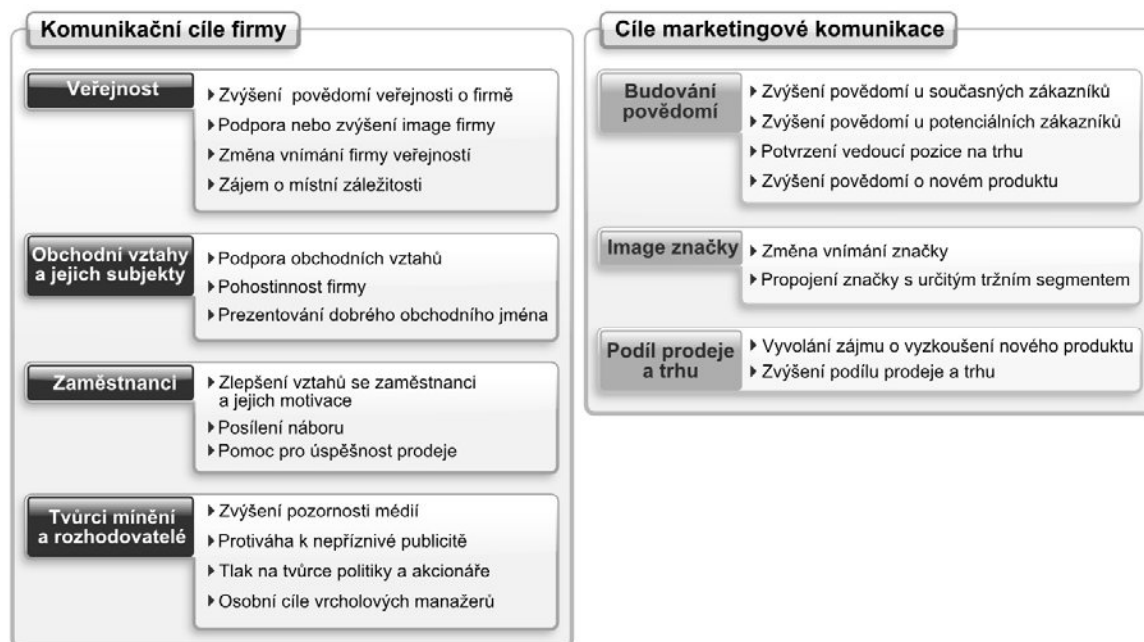 Komunikační cíle firmy
Veřejnost
Zvýšení povědomí veřejnosti o firmě
Podpora nebo zvýšení image firmy
Změna vnímání firmy veřejností
Zájem o místní záležitosti
Obchodní vztahy
a jejich subjekty
Podpora obchodních vztahů
Pohostinnost firmy
Prezentování dobrého obchodního jména
Zaměstnanci
Zlepšení vztahů se zaměstnanci
a jejich motivace
Posílení náboru
Pomoc pro úspěšnost prodeje
Tvůrci mínění
a rozhodovatelé
Zvýšení pozornosti médií
Protiváha k nepříznivé publicitě
Tlak na tvůrce politiky a akcionáře
Osobní cíle vrcholových manažerů
Cíle marketingové komunikace
Budování
povědomí
Zvýšení povědomí u současných zákazníků
Zvýšení povědomí u potenciálních zákazníků
Potvrzení vedoucí pozice na trhu
Zvýšení povědomí o novém produktu
Image značky
Změna vnímání značky
Propojení značky s určitým tržním segmentem
Podíl prodeje
a trhu
Vyvolání zájmu o vyzkoušení nového produktu
Zvýšení podílu prodeje a trhu